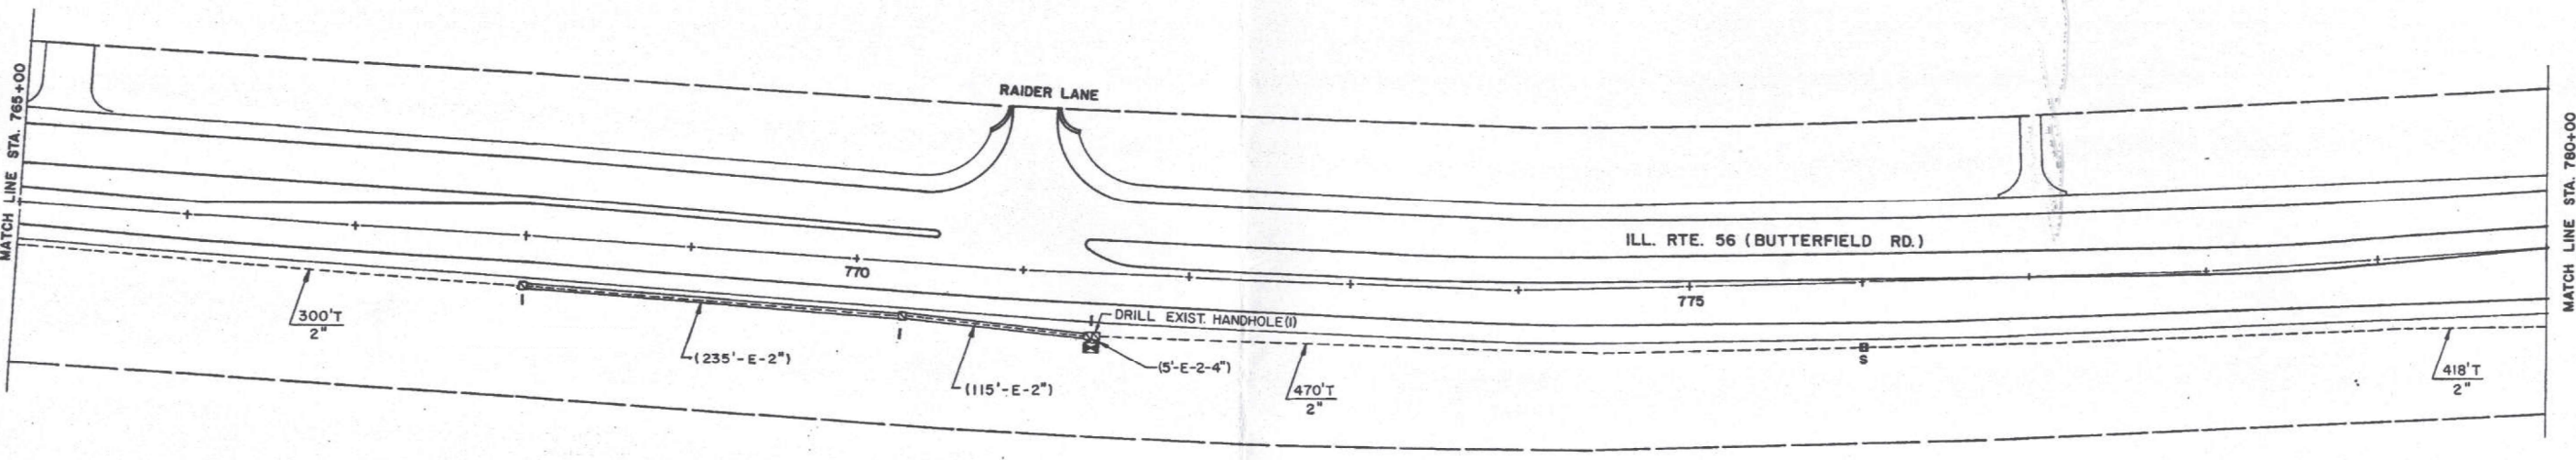 MATCH LINE STA. 765+00
RAIDER LANE
ILL. RTE. 56 (BUTTERFIELD RD.)
770
775
300'T
2"
I
(235'-E-2")
I
(115'-E-2")
I
DRILL EXIST. HANDHOLE(I)
(5'-E-2-4")
470'T
2"
S
418'T
2"
MATCH LINE STA. 780+00